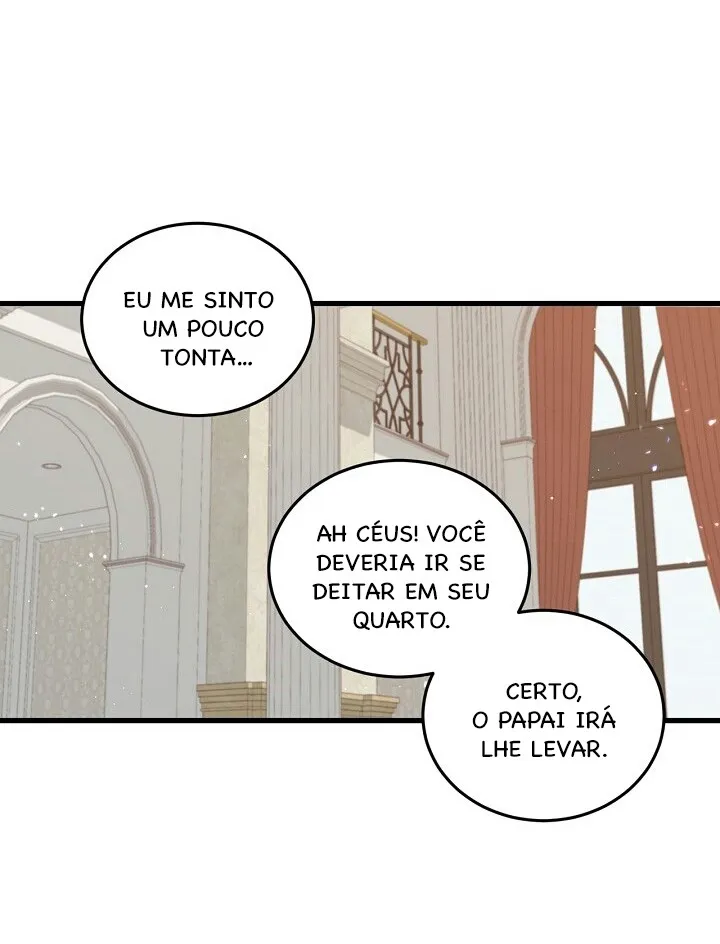 EU ME SINTO
UM POUCO
TONTA...
AH CÉUS! VOCÊ
DEVERIA IR SE
DEITAR EM SEU
QUARTO.
CERTO,
O PAPAI IRÁ
LHE LEVAR.